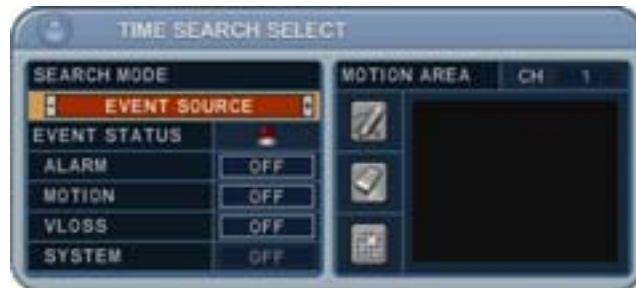 TIME SEARCH SELECT
SEARCH MODE
EVENT SOURCE
EVENT STATUS
ALARM OFF
MOTION OFF
VLOSS OFF
SYSTEM OFF
MOTION AREA CH 1